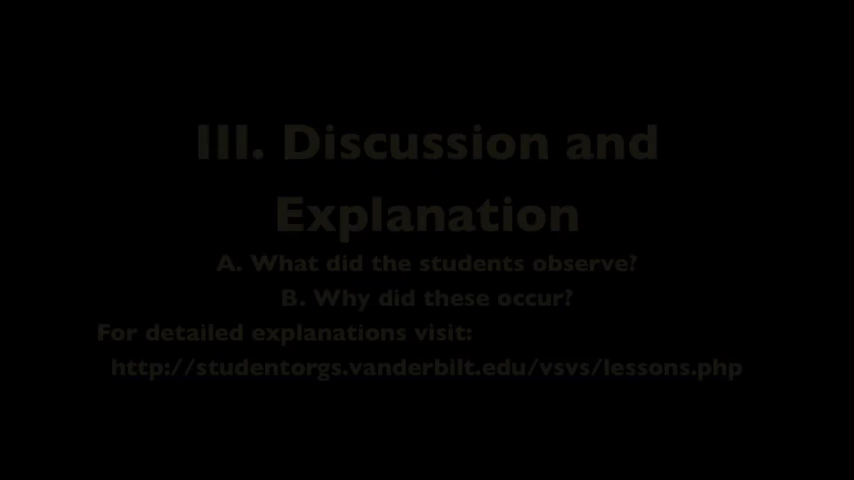 III. Discussion and
Explanation
A. What did the students observe?
B. Why did these occur?
For detailed explanations visit:
http://studentorgs.vanderbilt.edu/vsvs/lessons.php